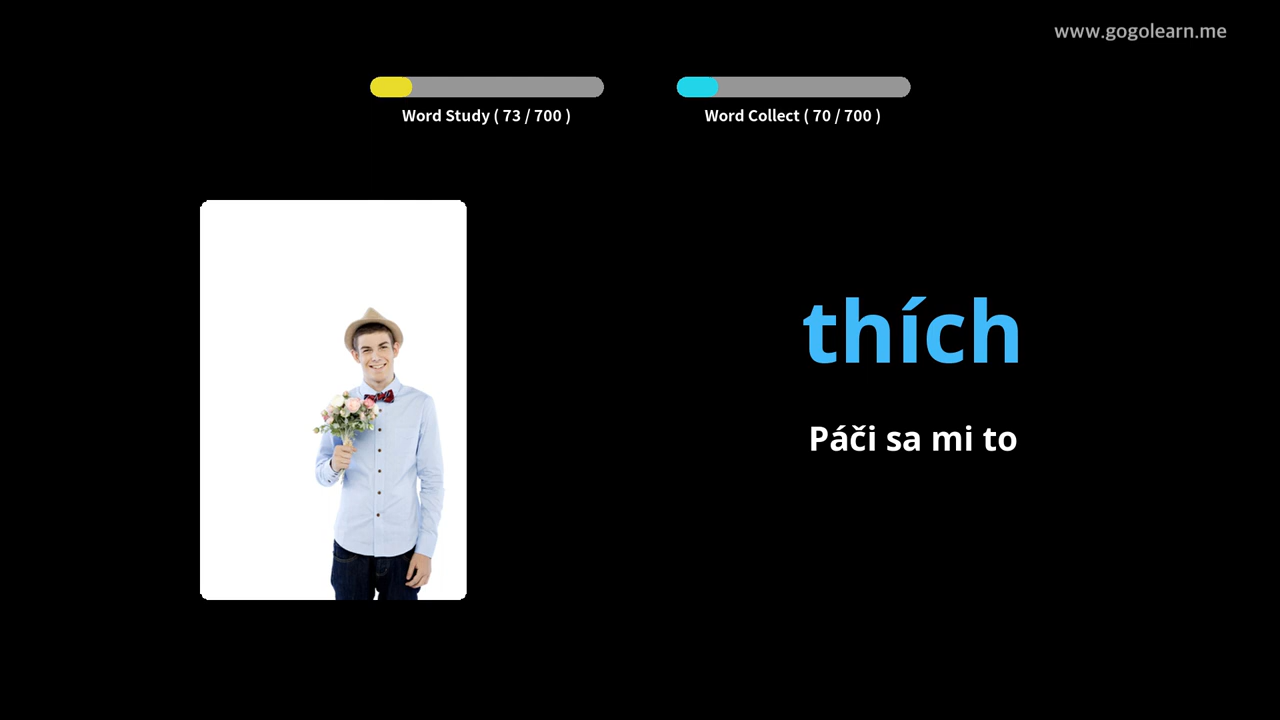 www.gogolearn.me
Word Study ( 73 / 700 )
Word Collect ( 70 / 700 )
thích
Páči sa mi to